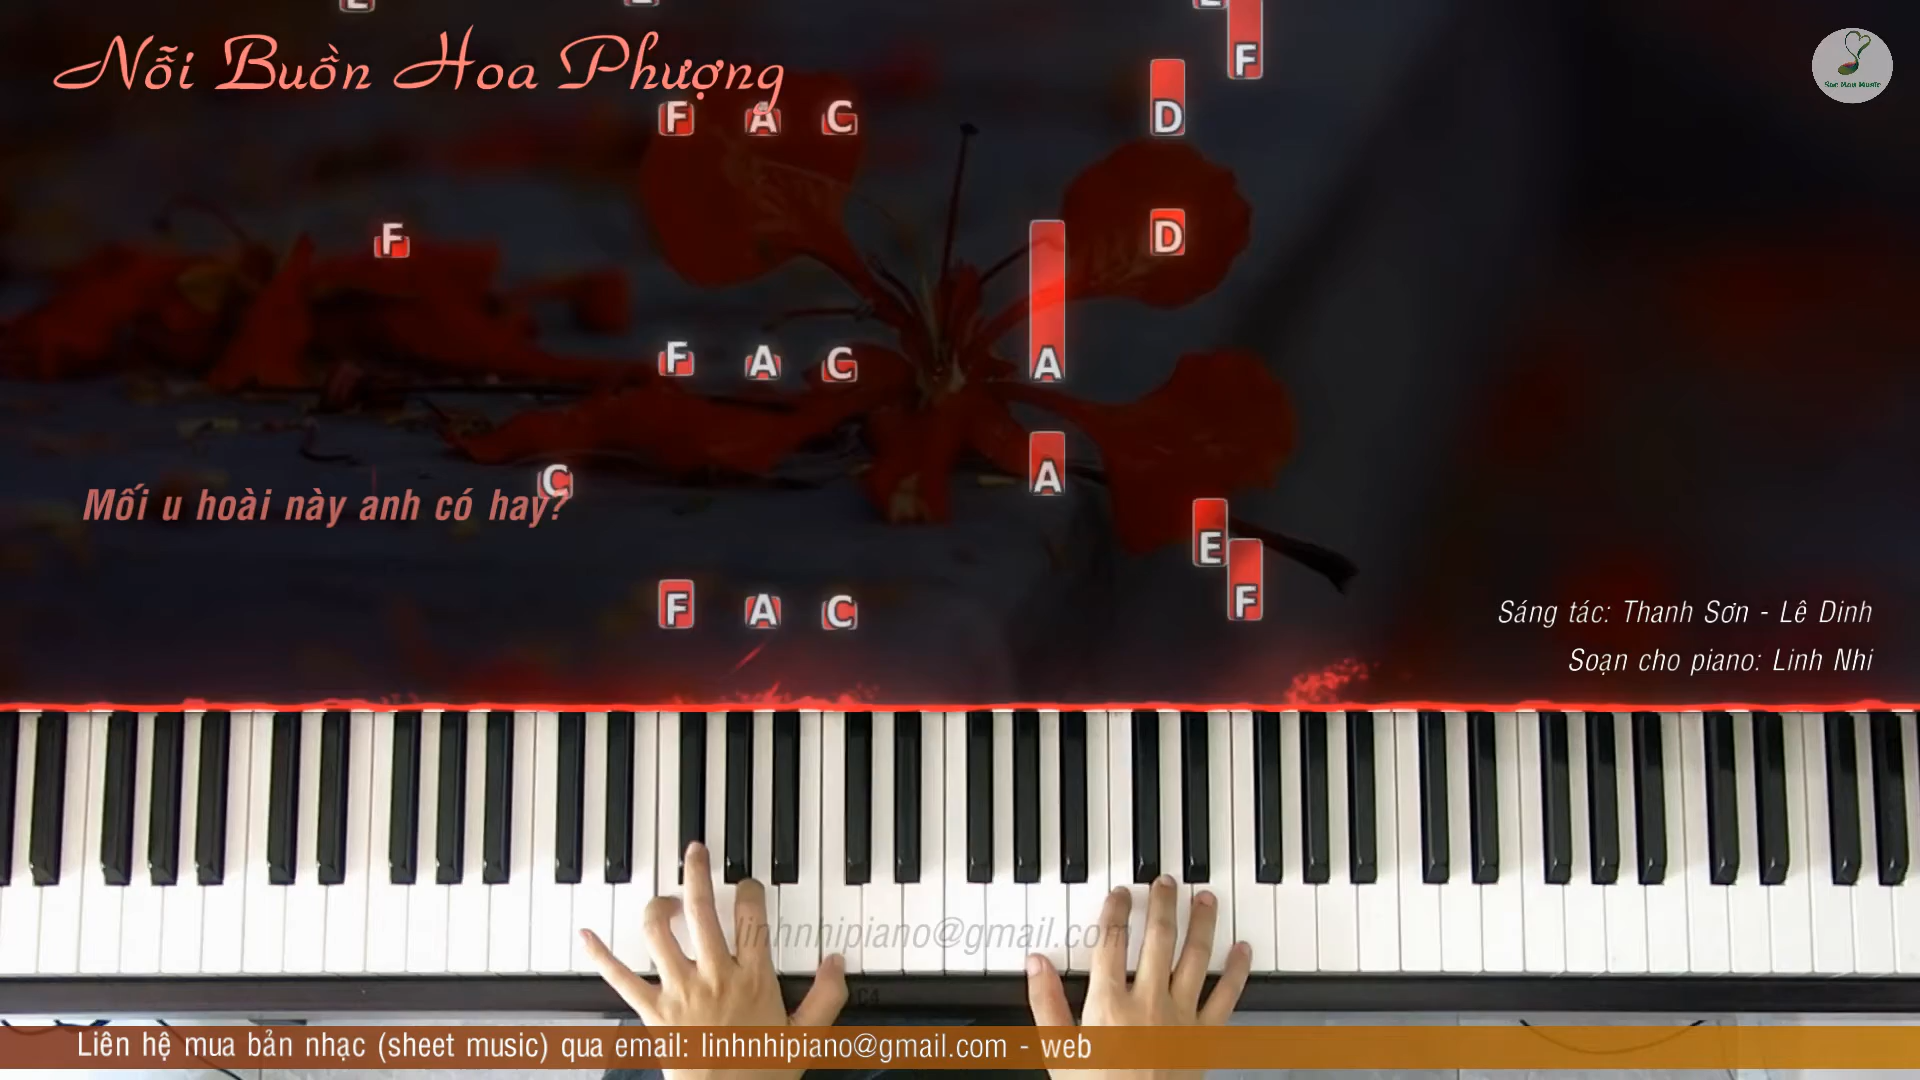 Nỗi Buồn Hoa Phượng
F
D
F A C
F
D
F A C
A
A
C
Mối u hoài này anh có hay?
E
F
F A C
Sáng tác: Thanh Sơn - Lê Dinh
Soạn cho piano: Linh Nhi
linhnhipiano@gmail.com
C4
Liên hệ mua bản nhạc (sheet music) qua email: linhnhipiano@gmail.com - web